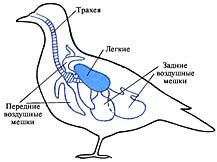 Трахея
Легкие
Задние
воздушные
мешки
Передние
воздушные
мешки